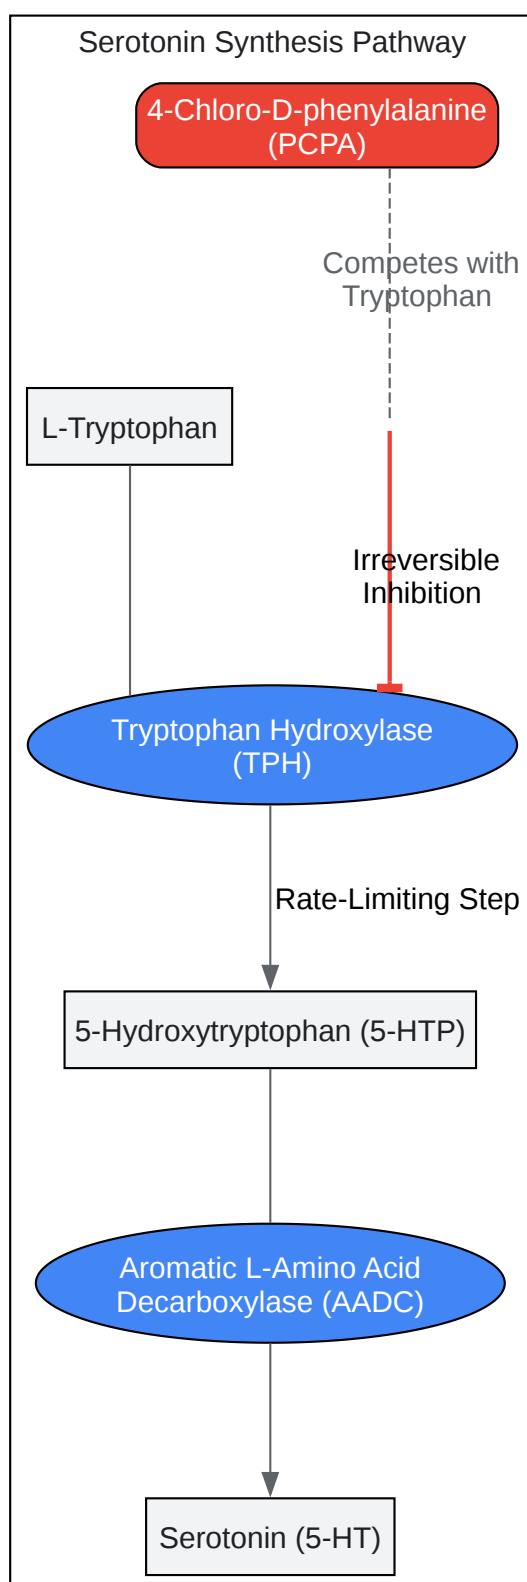 Serotonin Synthesis Pathway
4-Chloro-D-phenylalanine
(PCPA)
Competes with
Tryptophan
L-Tryptophan
Irreversible
Inhibition
Tryptophan Hydroxylase
(TPH)
Rate-Limiting Step
5-Hydroxytryptophan (5-HTP)
Aromatic L-Amino Acid
Decarboxylase (AADC)
Serotonin (5-HT)